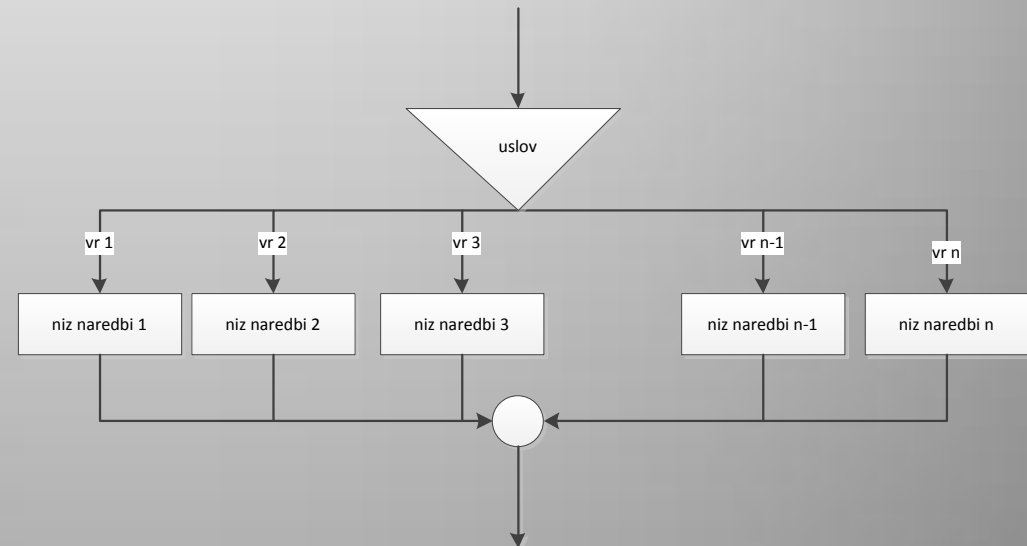 uslov
vr 1
vr 2
vr 3
vr n-1
vr n
niz naredbi 1
niz naredbi 2
niz naredbi 3
niz naredbi n-1
niz naredbi n